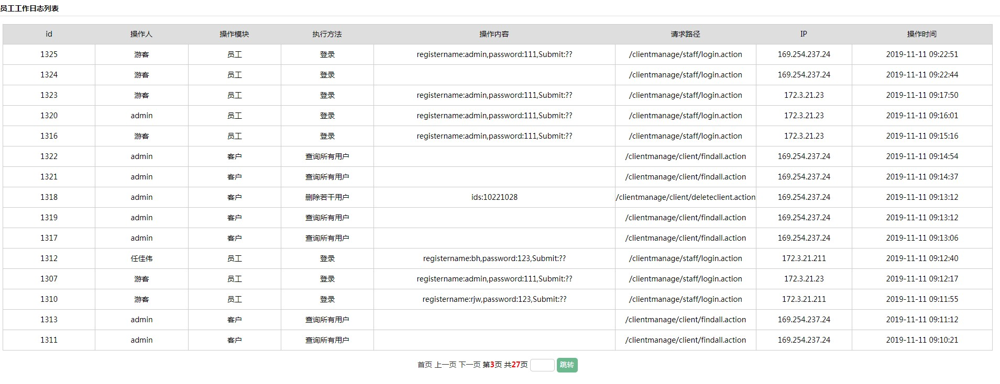 员工工作日志列表
id 操作人 操作模块 执行方法 操作内容 请求路径 IP 操作时间
1325 游客 员工 登录 registername:admin,password:111,Submit:?? /clientmanage/staff/login.action 169.254.237.24 2019-11-11 09:22:51
1324 游客 员工 登录 /clientmanage/staff/login.action 169.254.237.24 2019-11-11 09:22:44
1323 游客 员工 登录 registername:admin,password:111,Submit:?? /clientmanage/staff/login.action 172.3.21.23 2019-11-11 09:17:50
1320 admin 员工 登录 registername:admin,password:111,Submit:?? /clientmanage/staff/login.action 172.3.21.23 2019-11-11 09:16:01
1316 游客 员工 登录 registername:admin,password:111,Submit:?? /clientmanage/staff/login.action 172.3.21.23 2019-11-11 09:15:16
1322 admin 客户 查询所有用户 /clientmanage/client/findall.action 169.254.237.24 2019-11-11 09:14:54
1321 admin 客户 查询所有用户 /clientmanage/client/findall.action 169.254.237.24 2019-11-11 09:14:37
1318 admin 客户 删除若干用户 ids:10221028 /clientmanage/client/deleteclient.action 169.254.237.24 2019-11-11 09:13:12
1319 admin 客户 查询所有用户 /clientmanage/client/findall.action 169.254.237.24 2019-11-11 09:13:12
1317 admin 客户 查询所有用户 /clientmanage/client/findall.action 169.254.237.24 2019-11-11 09:13:06
1312 任佳伟 员工 登录 registername:bh,password:123,Submit:?? /clientmanage/staff/login.action 172.3.21.211 2019-11-11 09:12:40
1307 游客 员工 登录 registername:admin,password:111,Submit:?? /clientmanage/staff/login.action 172.3.21.23 2019-11-11 09:12:17
1310 游客 员工 登录 registername:rjw,password:123,Submit:?? /clientmanage/staff/login.action 172.3.21.211 2019-11-11 09:11:55
1313 admin 客户 查询所有用户 /clientmanage/client/findall.action 169.254.237.24 2019-11-11 09:11:12
1311 admin 客户 查询所有用户 /clientmanage/client/findall.action 169.254.237.24 2019-11-11 09:10:21
首页 上一页 下一页 第3页 共27页 跳转